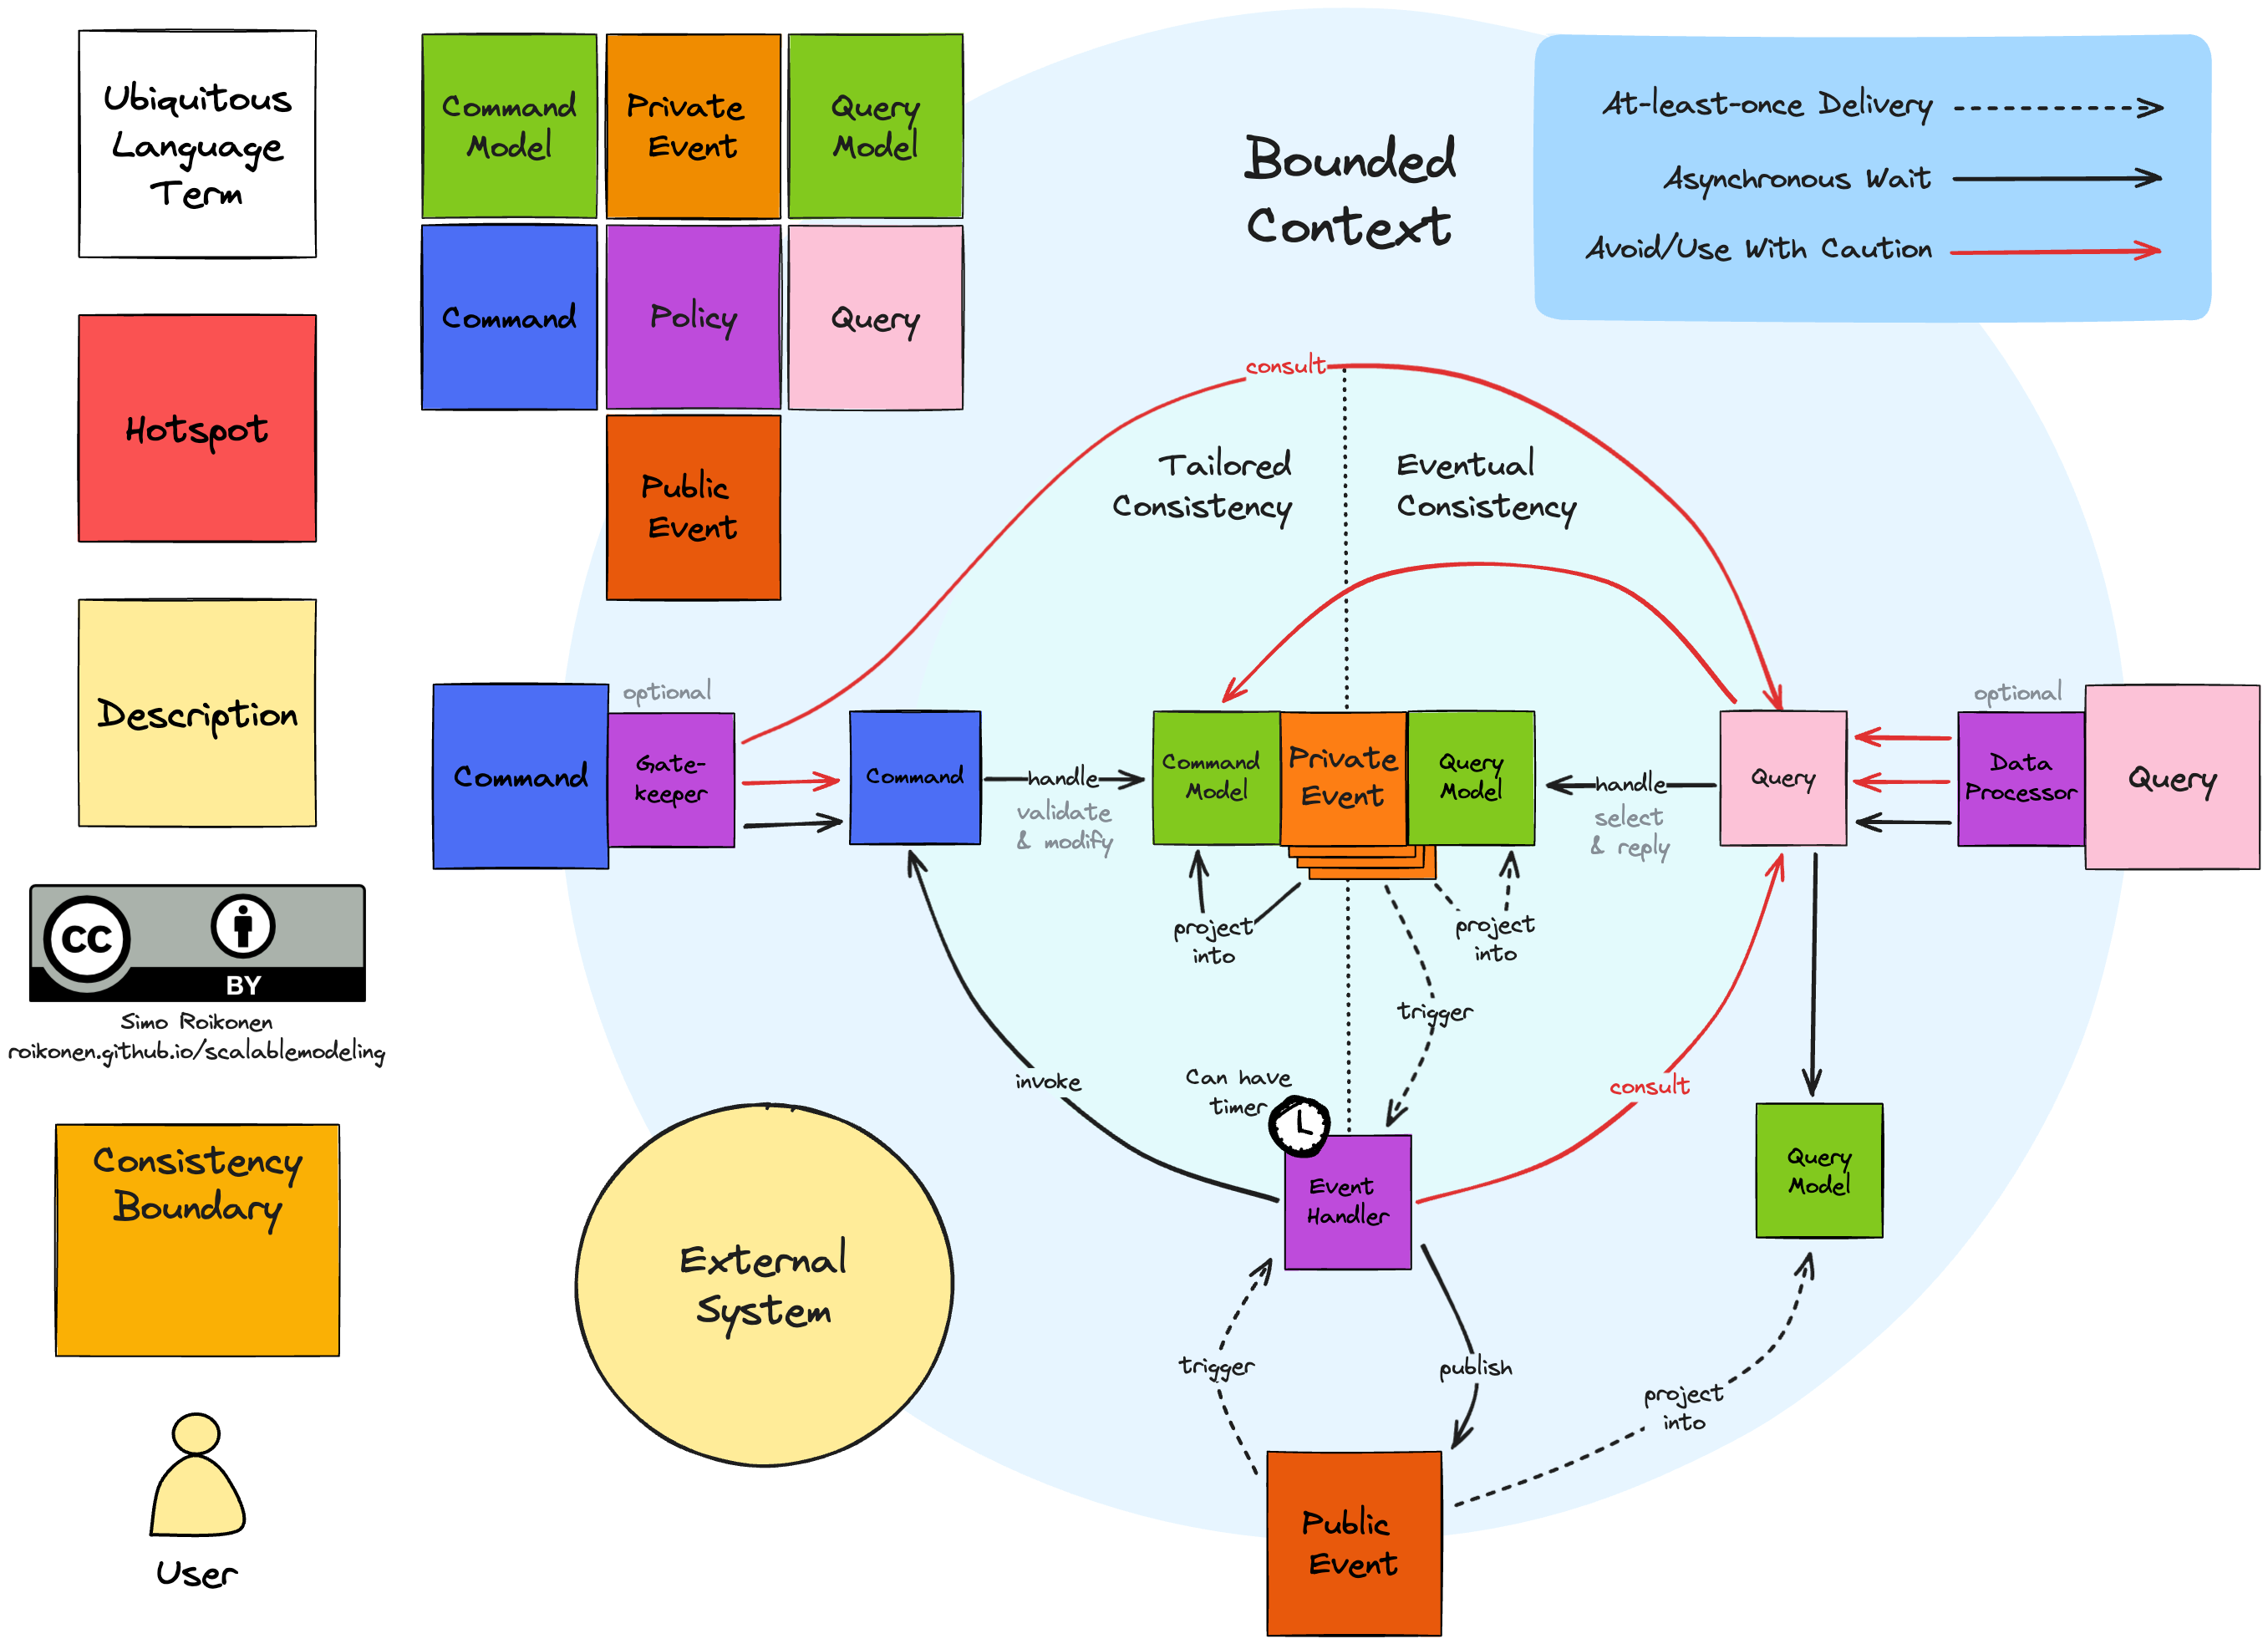 Ubiquitous
Language
Term
Hotspot
Description
CC
BY
Simo Roikonen
roikonen.github.io/scalablemodeling
Consistency
Boundary
User
Command
Model
Private
Event
Query
Model
Command
Policy
Query
Public
Event
Bounded
Context
At-least-once Delivery
Asynchronous Wait
Avoid/Use With Caution
consult
Tailored
Consistency
Eventual
Consistency
Command
optional
Gate-
keeper
Command
handle
validate
& modify
Command
Model
Private
Event
Query
Model
handle
select
& reply
Query
optional
Data
Processor
Query
project
into
project
into
trigger
invoke
Can have
timer
consult
Event
Handler
Query
Model
External
System
trigger
publish
project
into
Public
Event